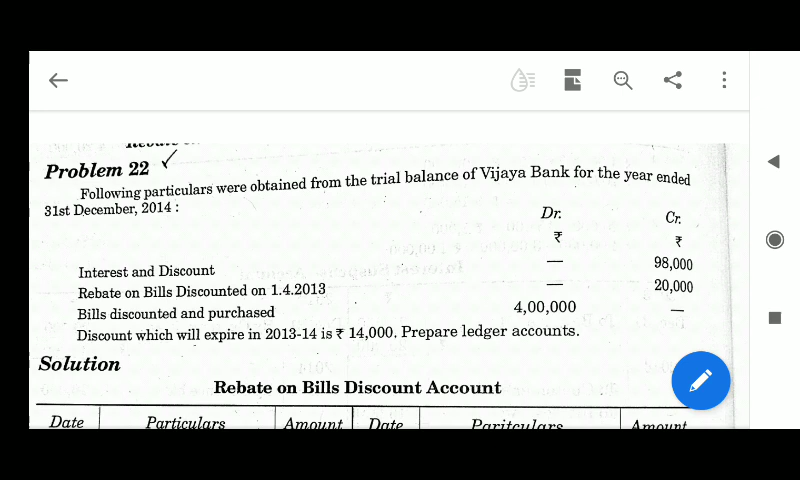 Problem 22 ✓
Following particulars were obtained from the trial balance of Vijaya Bank for the year ended
31st December, 2014 :
Dr. Cr.
₹ ₹
Interest and Discount — 98,000
Rebate on Bills Discounted on 1.4.2013 — 20,000
Bills discounted and purchased 4,00,000 —
Discount which will expire in 2013-14 is ₹ 14,000. Prepare ledger accounts.
Solution
Rebate on Bills Discount Account
Date Particulars Amount Date Paritculars Amount